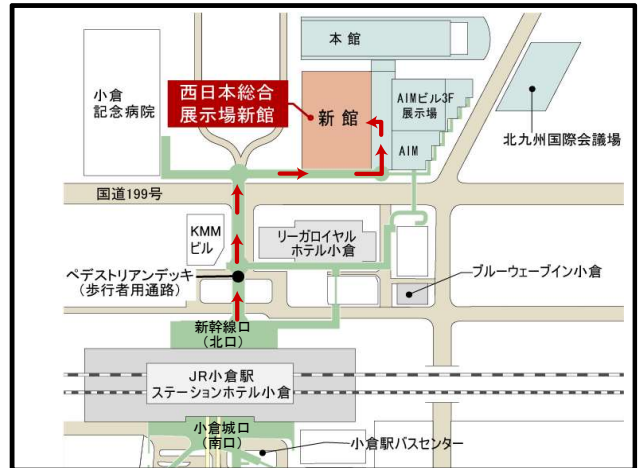 本館
小倉
記念病院
西日本総合
展示場新館
新館
AIMビル3F
展示場
AIM
北九州国際会議場
国道199号
KMM
ビル
リーガロイヤル
ホテル小倉
ペデストリアンデッキ
(歩行者用通路)
ブルーウェーブイン小倉
新幹線口
(北口)
JR小倉駅
ステーションホテル小倉
小倉城口
(南口)
小倉駅バスセンター